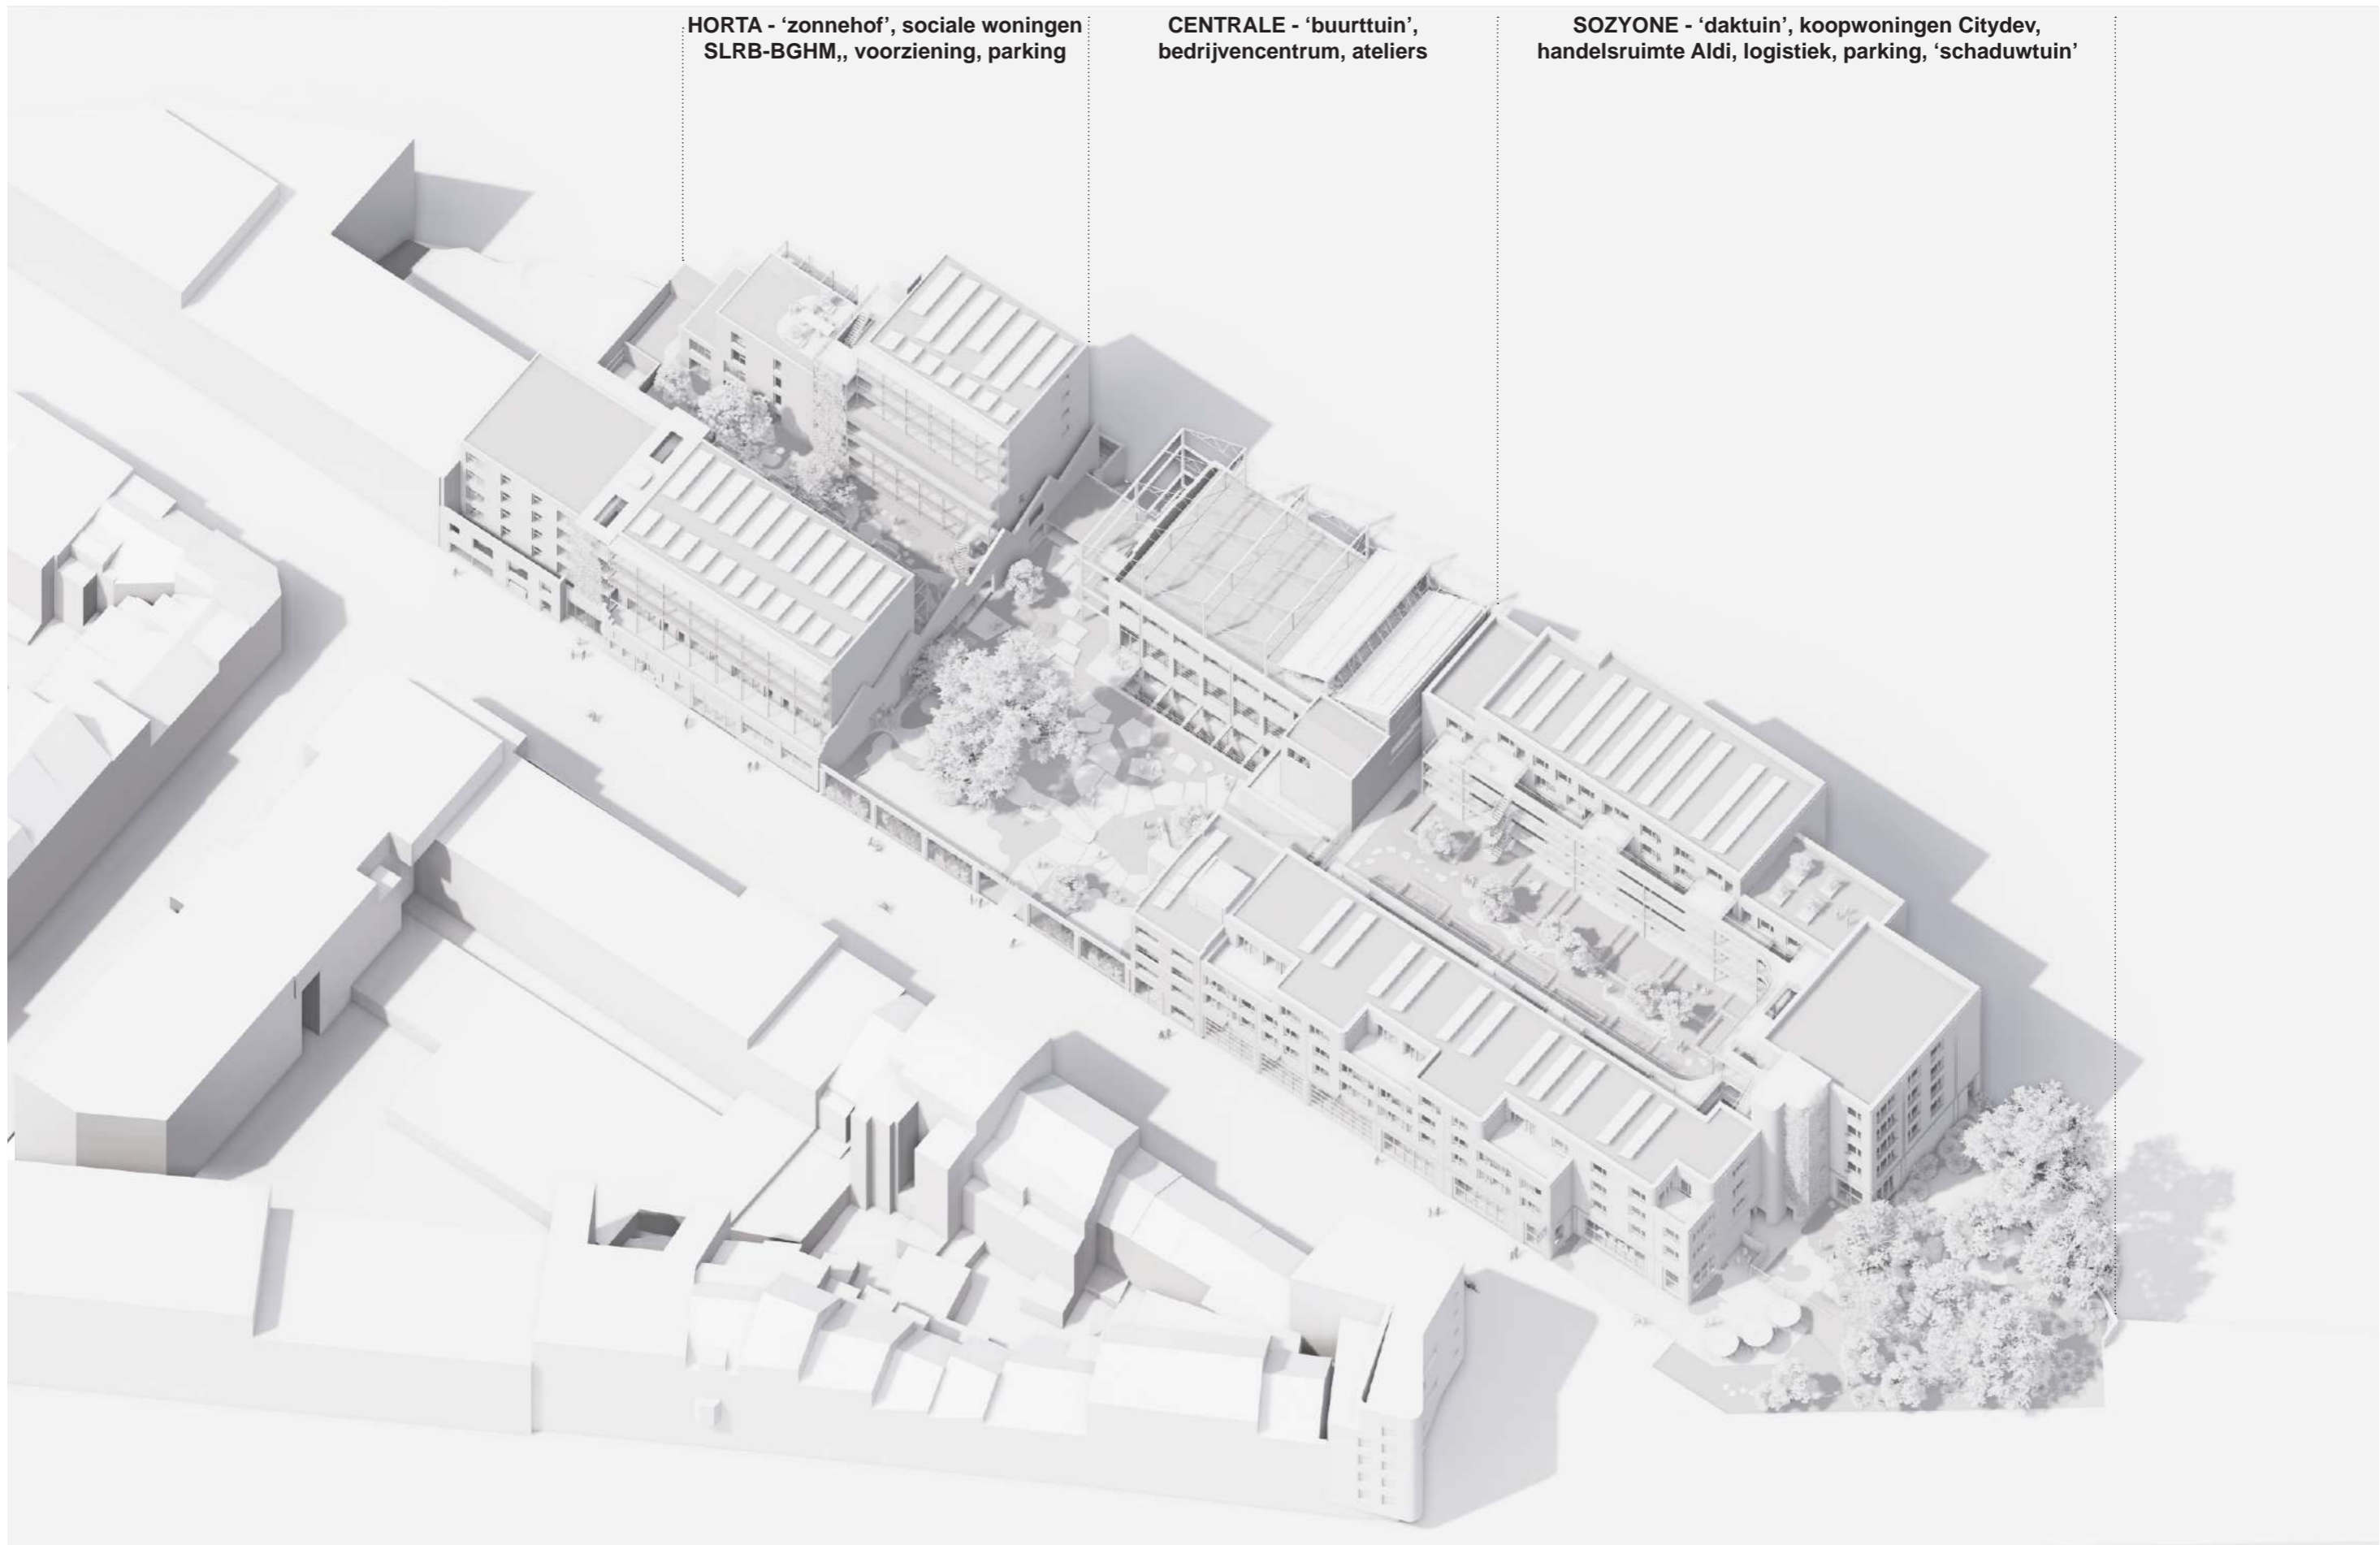 HORTA - ‘zonnehof’, sociale woningen
SLRB-BGHM,, voorziening, parking
CENTRALE - ‘buurttuin’,
bedrijvencentrum, ateliers
SOZYONE - ‘daktuin’, koopwoningen Citydev,
handelsruimte Aldi, logistiek, parking, ‘schaduwtuin’